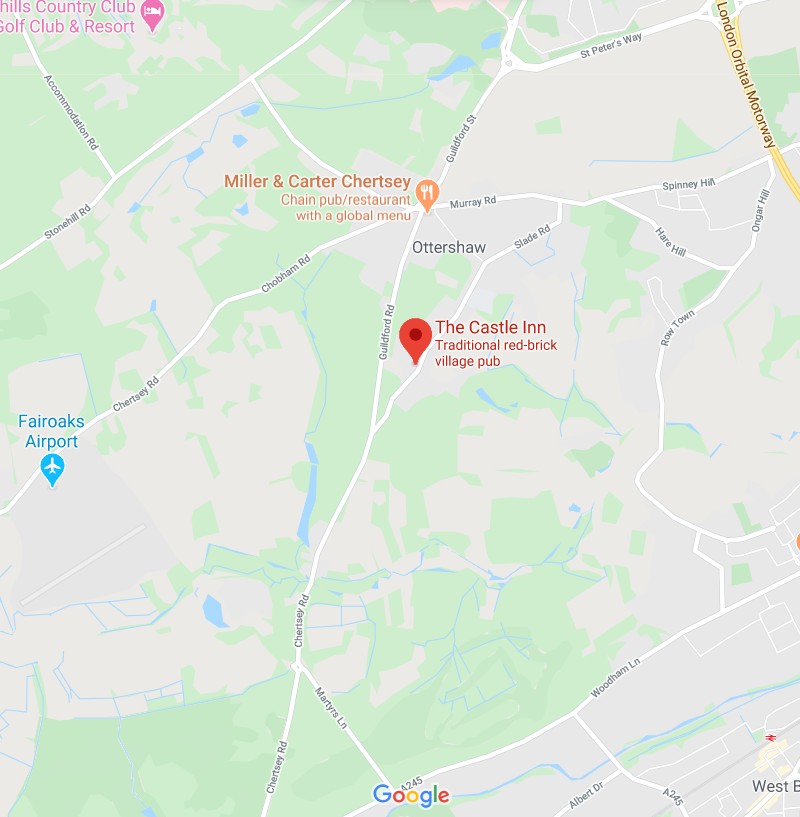 hills Country Club
Golf Club & Resort
London Orbital Motorway
St Peter's Way
Accommodation Rd
Guildford St
Miller & Carter Chertsey
Chain pub/restaurant
with a global menu
Murray Rd
Spinney Hill
Ongar Hill
Stonehill Rd
Ottershaw
Slade Rd
Hare Hill
Chobham Rd
Guildford Rd
The Castle Inn
Traditional red-brick
village pub
Row Town
Chertsey Rd
Fairoaks
Airport
Chertsey Rd
Martyrs Ln
Woodham Ln
Chertsey Rd
A245
Google
Albert Dr
A245
West B